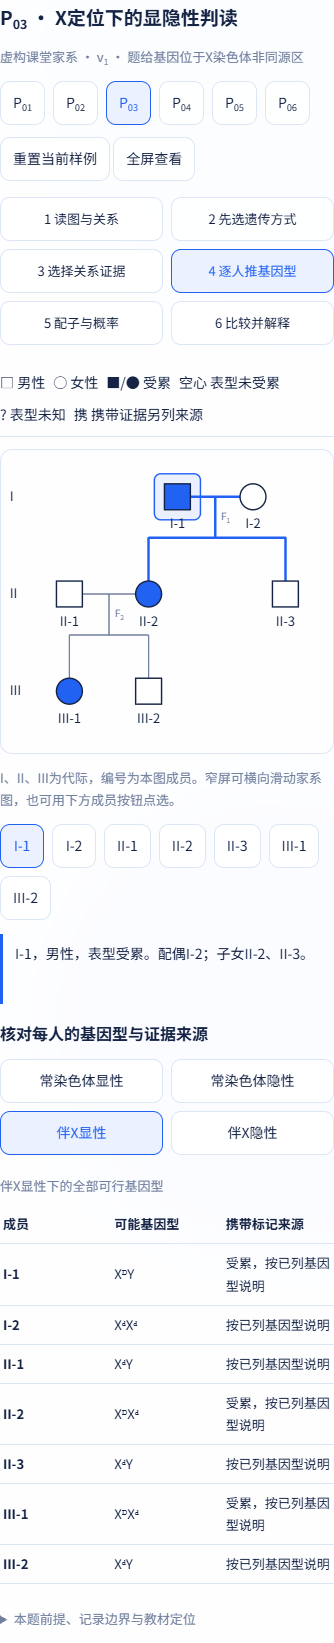 P₀₃ · X定位下的显隐性判读
虚构课堂家系 · v₁ · 题给基因位于X染色体非同源区
P₀₁ P₀₂ P₀₃ P₀₄ P₀₅ P₀₆
重置当前样例 全屏查看
1 读图与关系 2 先选遗传方式
3 选择关系证据 4 逐人推基因型
5 配子与概率 6 比较并解释
□ 男性 ○ 女性 ■/● 受累 空心 表型未受累
? 表型未知 携 携带证据另列来源
I I-1 F₁ I-2
II II-1 F₂ II-2 II-3
III III-1 III-2
I、II、III为代际，编号为本图成员。窄屏可横向滑动家系
图，也可用下方成员按钮点选。
I-1 I-2 II-1 II-2 II-3 III-1
III-2
I-1，男性，表型受累。配偶I-2；子女II-2、II-3。
核对每人的基因型与证据来源
常染色体显性 常染色体隐性
伴X显性 伴X隐性
伴X显性下的全部可行基因型
成员 可能基因型 携带标记来源
I-1 XᴰY 受累，按已列基因
型说明
I-2 XᵈXᵈ 按已列基因型说明
II-1 XᵈY 按已列基因型说明
II-2 XᴰXᵈ 受累，按已列基因
型说明
II-3 XᵈY 按已列基因型说明
III-1 XᴰXᵈ 受累，按已列基因
型说明
III-2 XᵈY 按已列基因型说明
▶ 本题前提、记录边界与教材定位